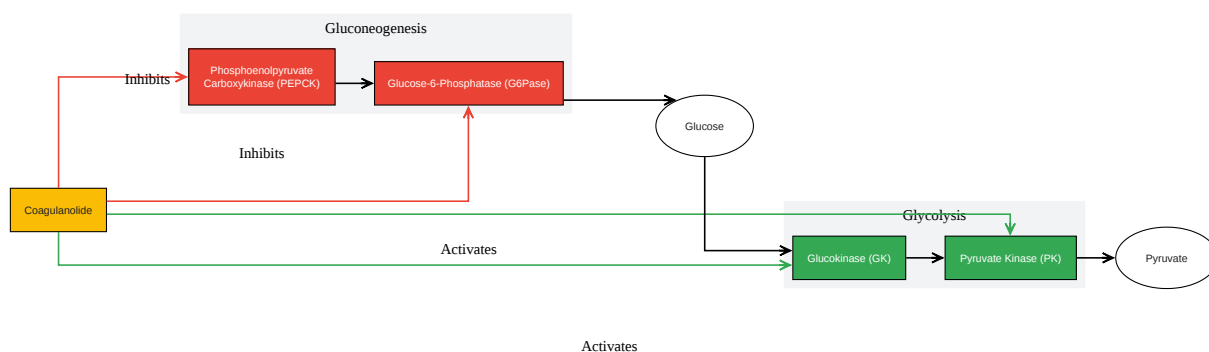 Gluconeogenesis
Phosphoenolpyruvate
Carboxykinase (PEPCK)
Glucose-6-Phosphatase (G6Pase)
Inhibits
Glucose
Inhibits
Coagulanolide
Glycolysis
Activates
Glucokinase (GK)
Pyruvate Kinase (PK)
Pyruvate
Activates